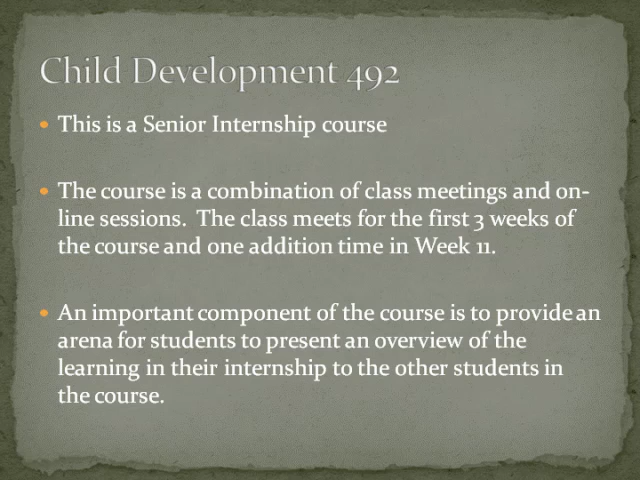 Child Development 492
• This is a Senior Internship course
• The course is a combination of class meetings and on-
line sessions.  The class meets for the first 3 weeks of
the course and one addition time in Week 11.
• An important component of the course is to provide an
arena for students to present an overview of the
learning in their internship to the other students in
the course.